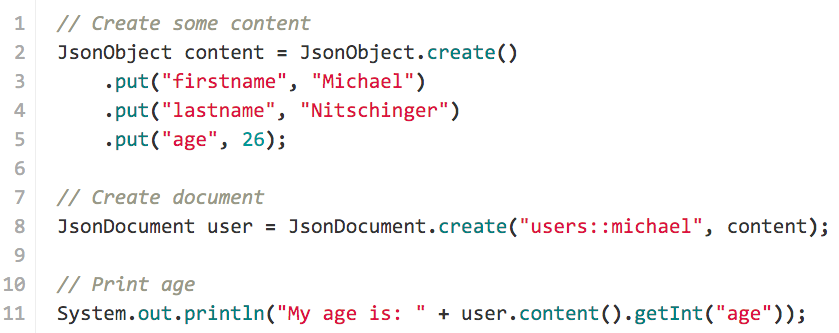 1 // Create some content
2 JsonObject content = JsonObject.create()
3     .put("firstname", "Michael")
4     .put("lastname", "Nitschinger")
5     .put("age", 26);
6
7 // Create document
8 JsonDocument user = JsonDocument.create("users::michael", content);
9
10 // Print age
11 System.out.println("My age is: " + user.content().getInt("age"));